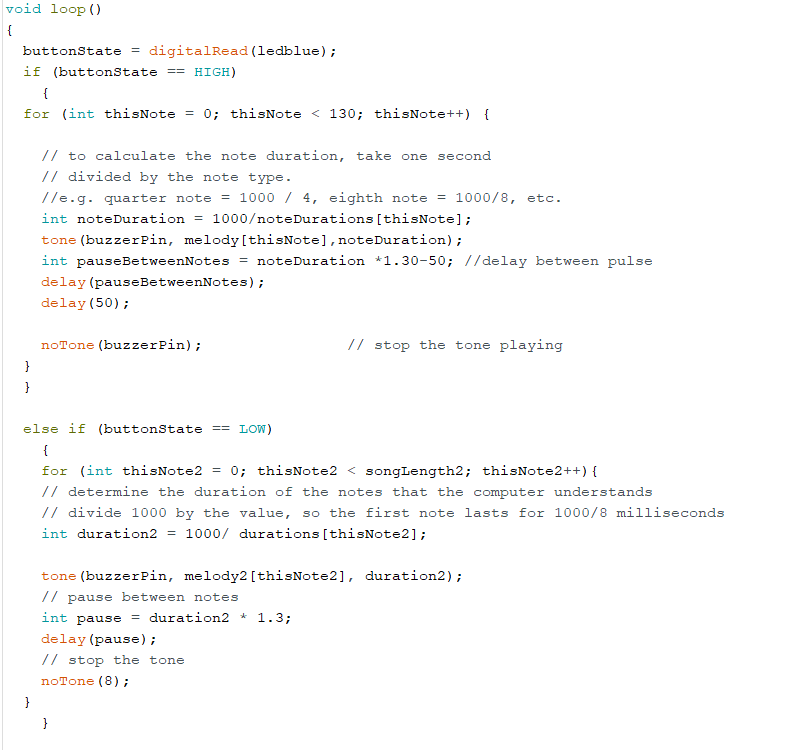 void loop()
{
  buttonState = digitalRead(ledblue);
  if (buttonState == HIGH)
    {
  for (int thisNote = 0; thisNote < 130; thisNote++) {

    // to calculate the note duration, take one second
    // divided by the note type.
    //e.g. quarter note = 1000 / 4, eighth note = 1000/8, etc.
    int noteDuration = 1000/noteDurations[thisNote];
    tone(buzzerPin, melody[thisNote],noteDuration);
    int pauseBetweenNotes = noteDuration *1.30-50; //delay between pulse
    delay(pauseBetweenNotes);
    delay(50);

    noTone(buzzerPin);                // stop the tone playing
  }
  }

  else if (buttonState == LOW)
    {
    for (int thisNote2 = 0; thisNote2 < songLength2; thisNote2++){
    // determine the duration of the notes that the computer understands
    // divide 1000 by the value, so the first note lasts for 1000/8 milliseconds
    int duration2 = 1000/ durations[thisNote2];

    tone(buzzerPin, melody2[thisNote2], duration2);
    // pause between notes
    int pause = duration2 * 1.3;
    delay(pause);
    // stop the tone
    noTone(8);
  }
    }